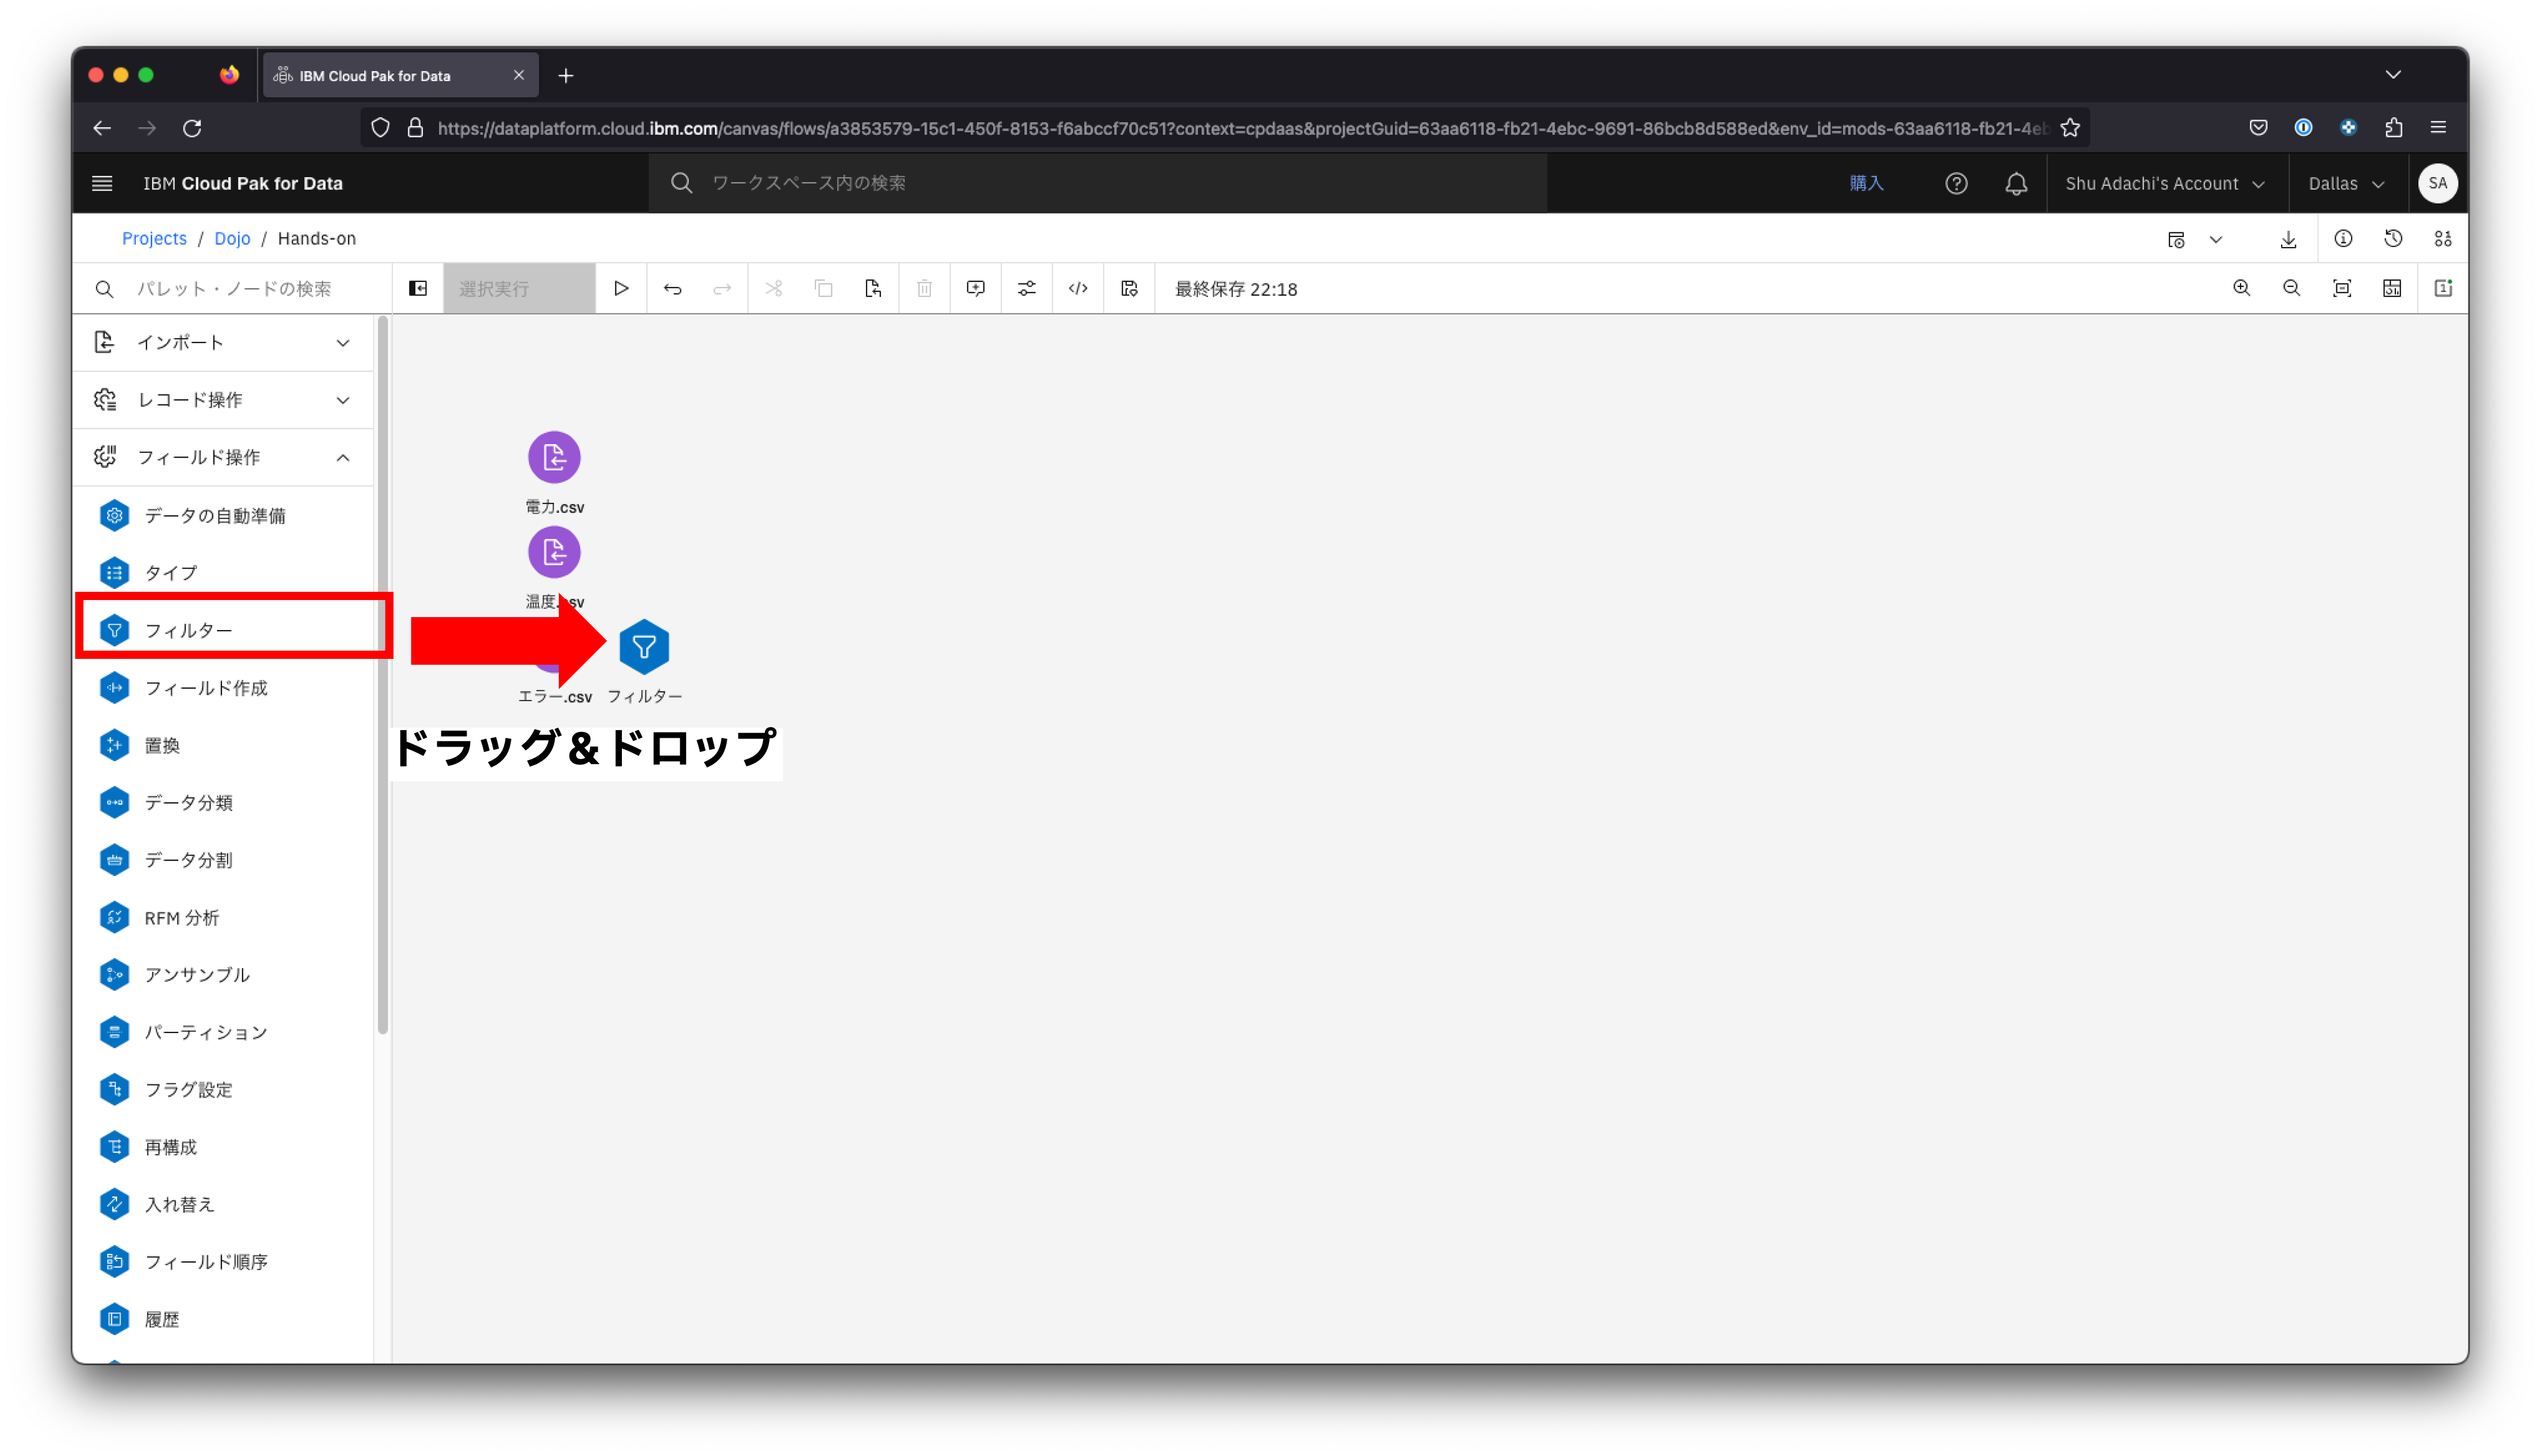 IBM Cloud Pak for Data
https://dataplatform.cloud.ibm.com/canvas/flows/a3853579-15c1-450f-8153-f6abccf70c51?context=cpdaas&projectGuid=63aa6118-fb21-4ebc-9691-86bcb8d588ed&env_id=mods-63aa6118-fb21-4eb
IBM Cloud Pak for Data
ワークスペース内の検索
購入
Shu Adachi's Account
Dallas
SA
Projects / Dojo / Hands-on
パレット・ノードの検索
選択実行
最終保存 22:18
インポート
レコード操作
フィールド操作
データの自動準備
タイプ
フィルター
フィールド作成
置換
データ分類
データ分割
RFM 分析
アンサンブル
パーティション
フラグ設定
再構成
入れ替え
フィールド順序
履歴
電力.csv
温度.csv
エラー.csv
フィルター
ドラッグ＆ドロップ